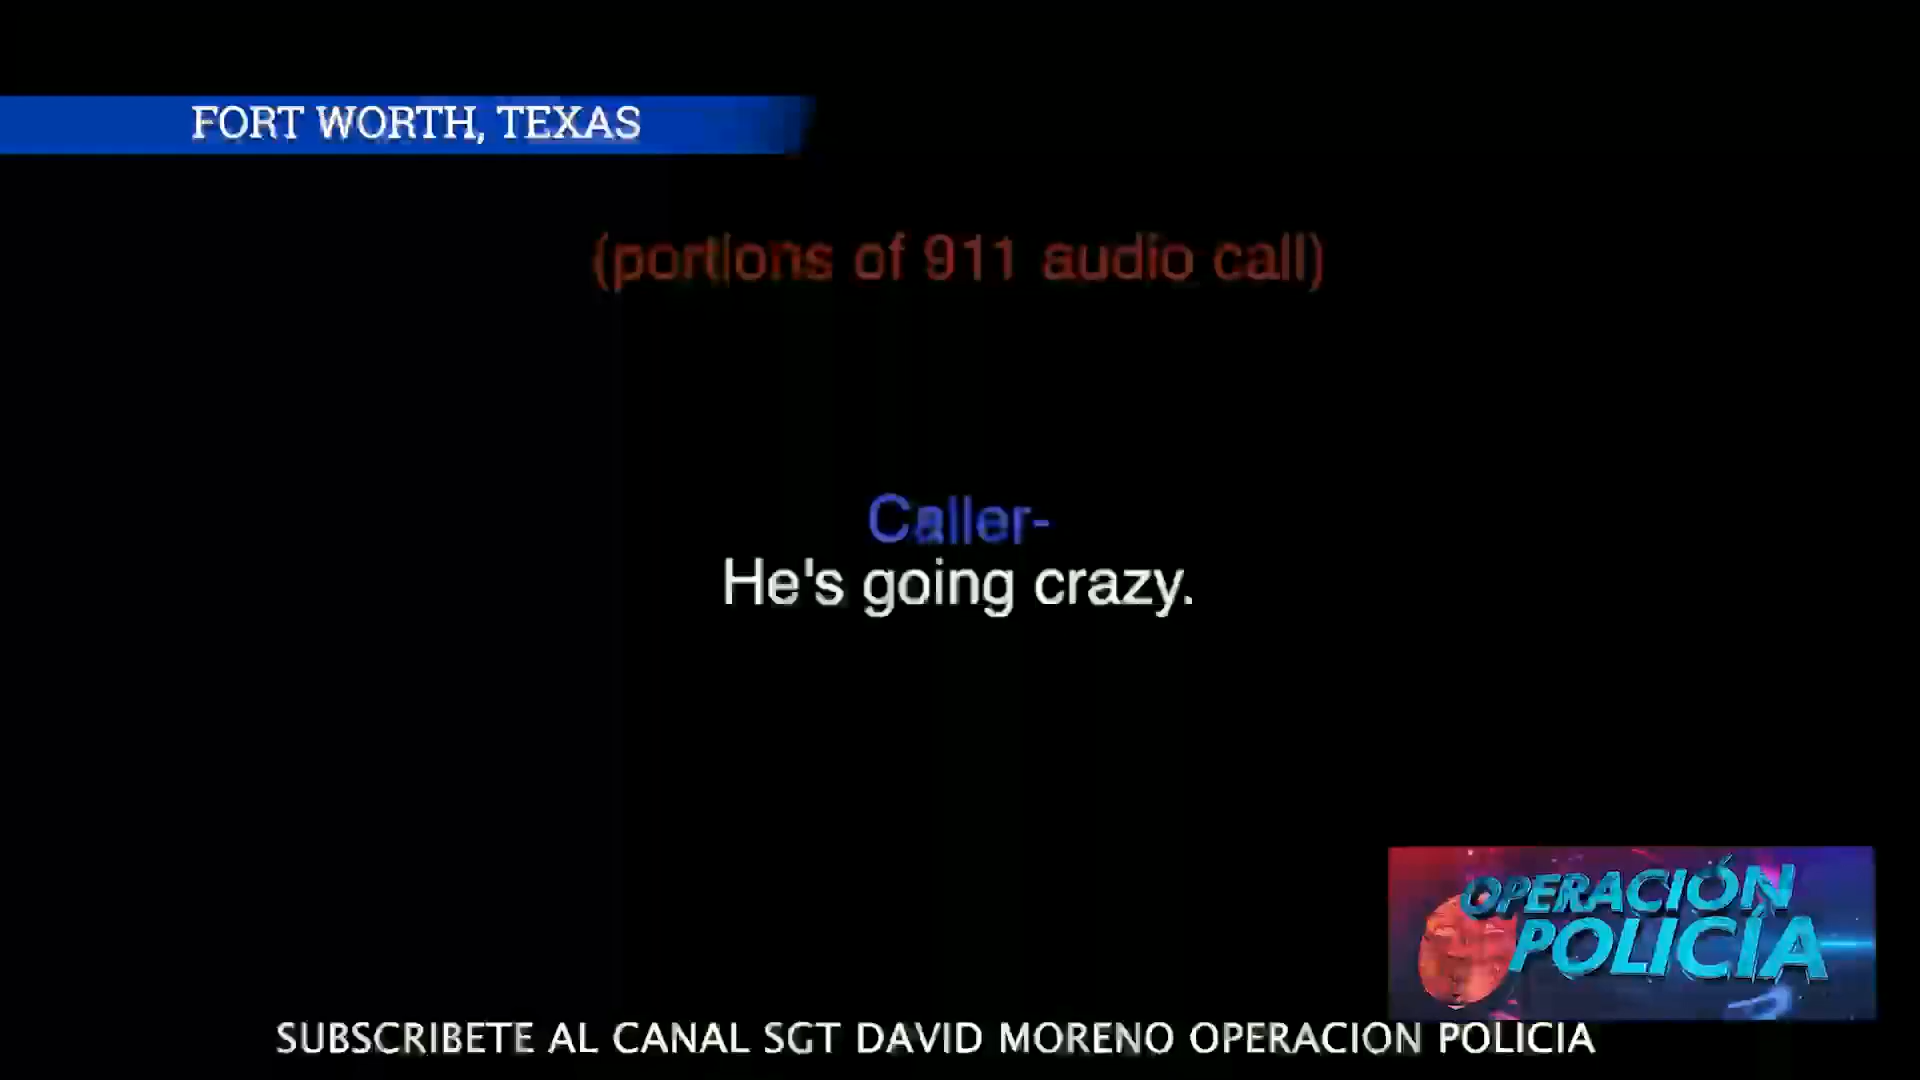 FORT WORTH, TEXAS
(portions of 911 audio call)
Caller-
He's going crazy.
OPERACIÓN
POLICÍA
SUBSCRIBETE AL CANAL SGT DAVID MORENO OPERACION POLICIA